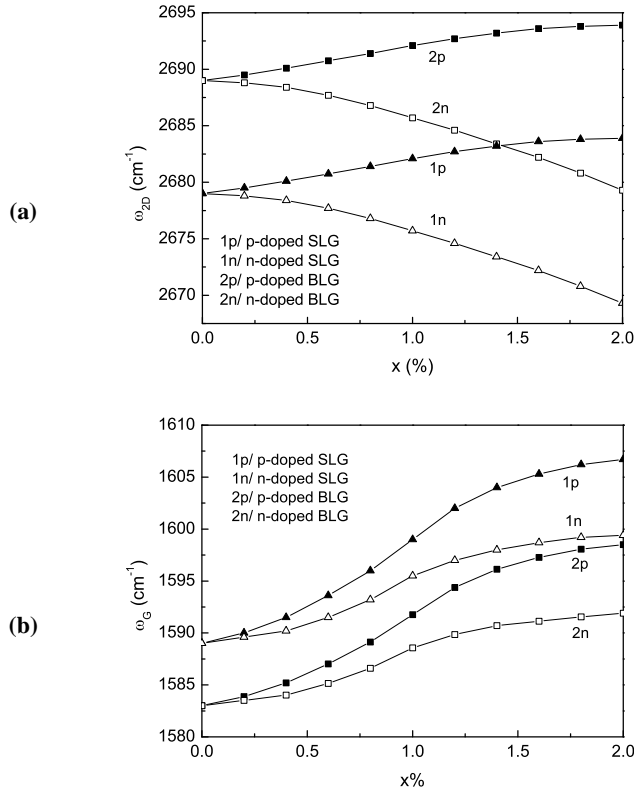 (a)
ω2D (cm-1)
2695
2690
2685
2680
2675
2670
2p
2n
1p
1n
1p/ p-doped SLG
1n/ n-doped SLG
2p/ p-doped BLG
2n/ n-doped BLG
0.0 0.5 1.0 1.5 2.0
x (%)
(b)
ωG (cm-1)
1610
1605
1600
1595
1590
1585
1580
1p/ p-doped SLG
1n/ n-doped SLG
2p/ p-doped BLG
2n/ n-doped BLG
1p
1n
2p
2n
0.0 0.5 1.0 1.5 2.0
x%